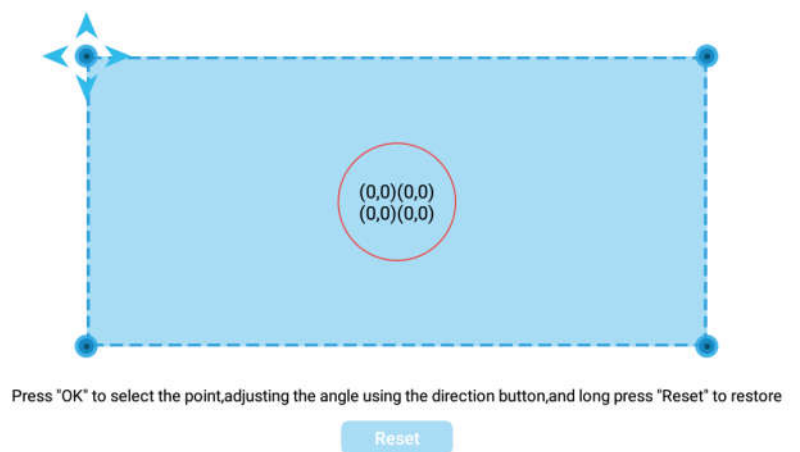 (0,0)(0,0)
(0,0)(0,0)
Press "OK" to select the point,adjusting the angle using the direction button,and long press "Reset" to restore
Reset